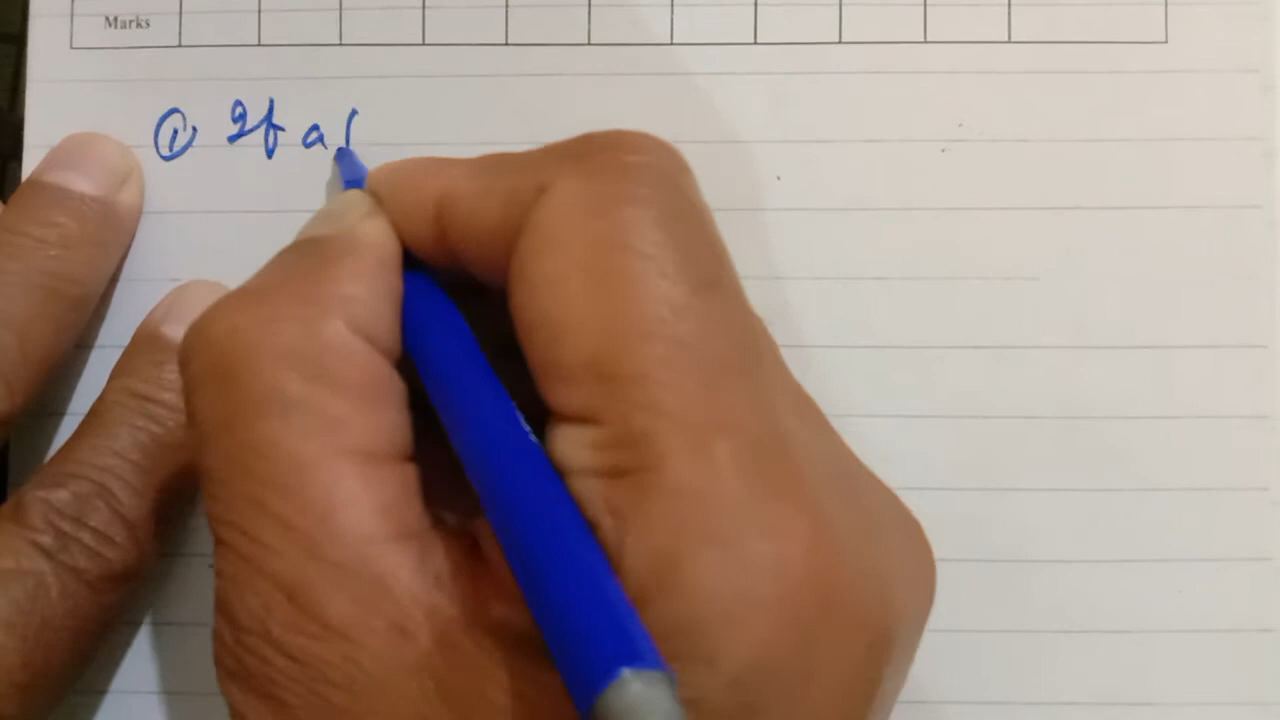 Marks
① If a(